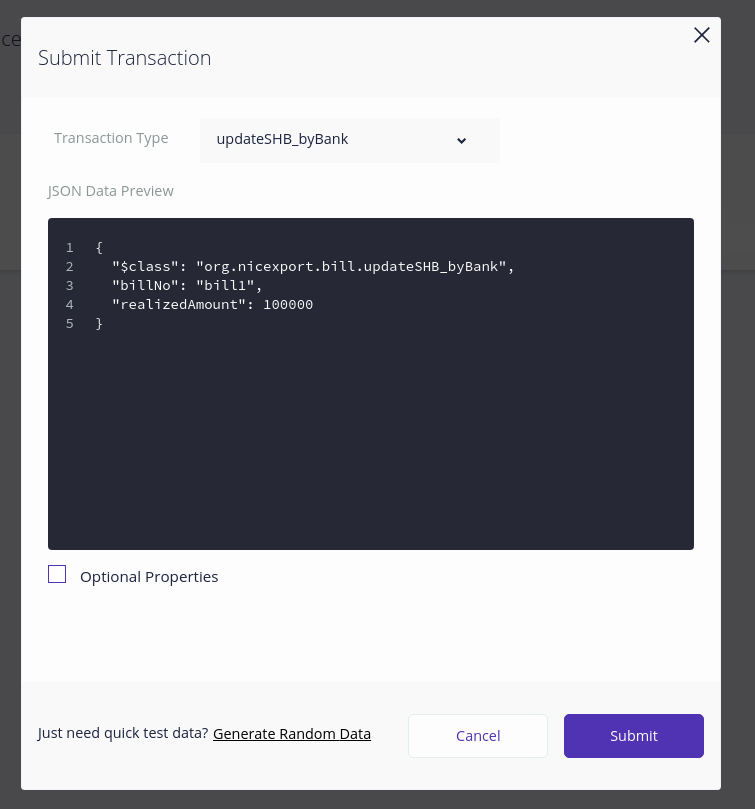 ce
Submit Transaction
Transaction Type
updateSHB_byBank
JSON Data Preview
1 {
2 "$class": "org.nicexport.bill.updateSHB_byBank",
3 "billNo": "bill1",
4 "realizedAmount": 100000
5 }
Optional Properties
Just need quick test data? Generate Random Data
Cancel
Submit